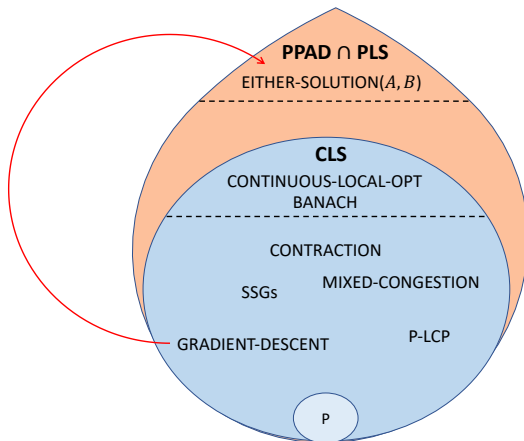 PPAD ∩ PLS
EITHER-SOLUTION(A, B)
CLS
CONTINUOUS-LOCAL-OPT
BANACH
CONTRACTION
MIXED-CONGESTION
SSGs
P-LCP
GRADIENT-DESCENT
P